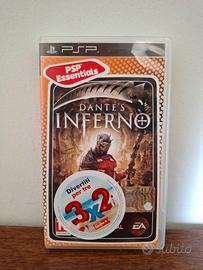 PSP
PSP Essentials
DANTE'S
INFERNO
Divertiti
per tre
3x2
EA
subito